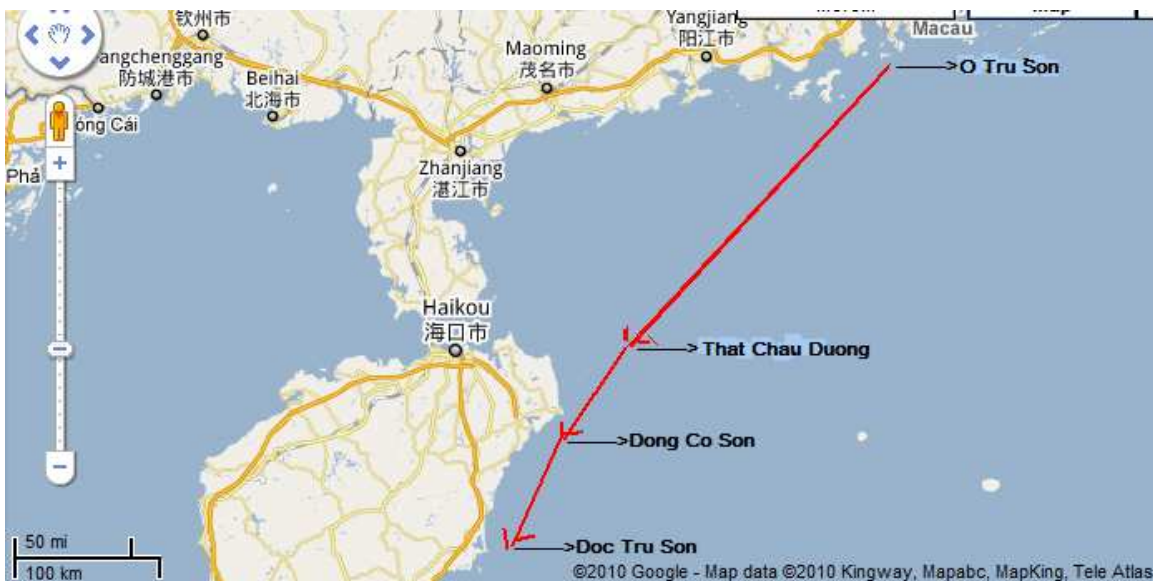 钦州市
Yangjiang
阳江市
Macau
Maoming
茂名市
angchenggang
防城港市
Beihai
北海市
>O Tru Son
óng Cái
Phả
Zhanjiang
湛江市
Haikou
海口市
> That Chau Duong
>Dong Co Son
>Doc Tru Son
50 mi
100 km
©2010 Google - Map data ©2010 Kingway, Mapabc, MapKing, Tele Atlas